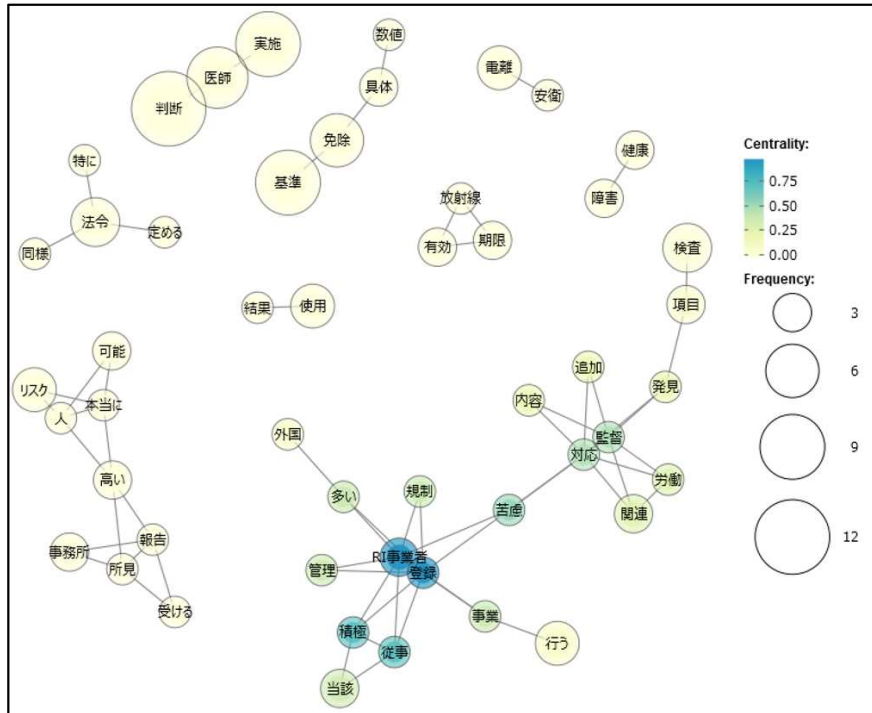 実施
医師
判断
数値
具体
免除
基準
電離
安衛
健康
障害
特に
法令
定める
同様
放射線
有効
期限
結果
使用
検査
項目
発見
追加
内容
監督
対応
労働
関連
可能
リスク
本当に
人
高い
事務所
報告
所見
受ける
外国
多い
規制
苦慮
RI事業者
登録
管理
積極
従事
当該
事業
行う
Centrality:
0.75
0.50
0.25
0.00
Frequency:
3
6
9
12